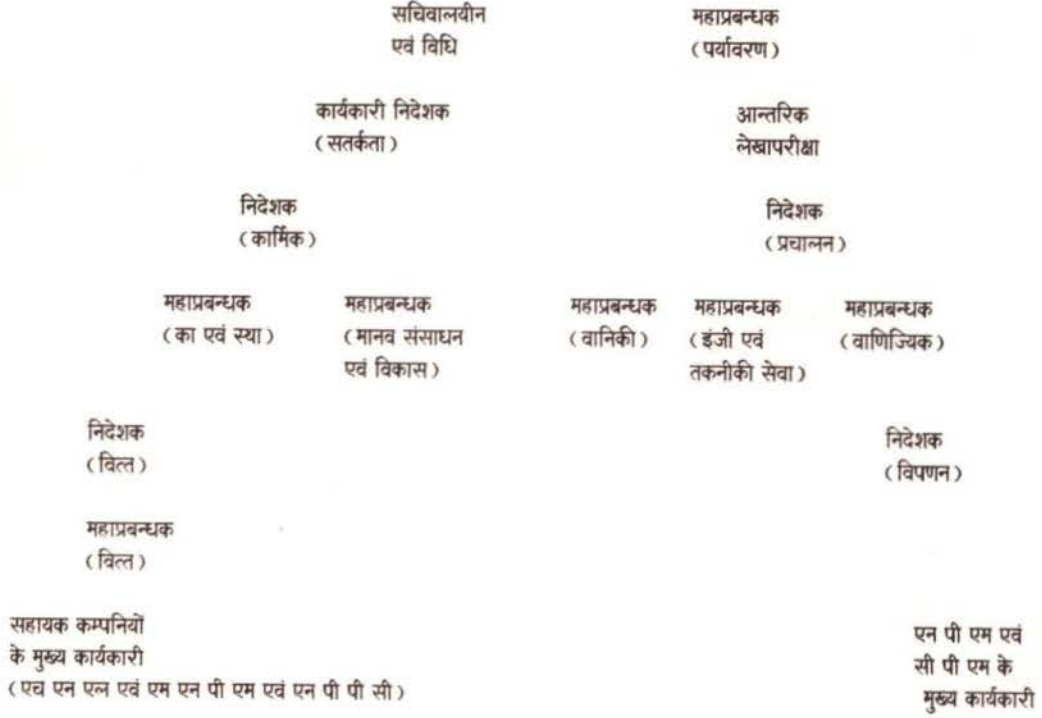 सचिवालयीन
एवं विधि
महाप्रबन्धक
(पर्यावरण)
कार्यकारी निदेशक
(सतर्कता)
आन्तरिक
लेखापरीक्षा
निदेशक
(कार्मिक)
निदेशक
(प्रचालन)
महाप्रबन्धक
(का एवं स्था)
महाप्रबन्धक
(मानव संसाधन
एवं विकास)
महाप्रबन्धक
(वानिकी)
महाप्रबन्धक
(इंजी एवं
तकनीकी सेवा)
महाप्रबन्धक
(वाणिज्यिक)
निदेशक
(वित्त)
निदेशक
(विपणन)
महाप्रबन्धक
(वित्त)
सहायक कम्पनियों
के मुख्य कार्यकारी
(एच एन एल एवं एम एन पी एम एवं एन पी पी सी)
एन पी एम एवं
सी पी एम के
मुख्य कार्यकारी